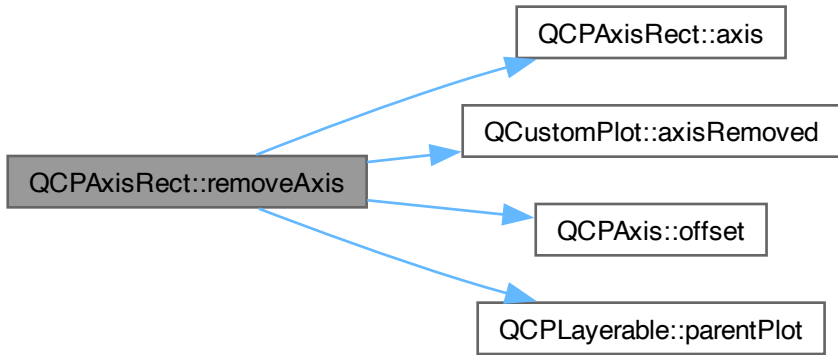 QCPAxisRect::removeAxis
QCPAxisRect::axis
QCustomPlot::axisRemoved
QCPAxis::offset
QCPLayerable::parentPlot